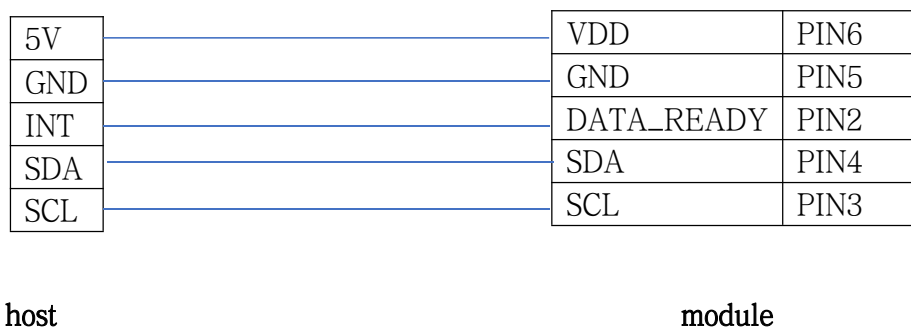 5V VDD PIN6
GND GND PIN5
INT DATA_READY PIN2
SDA SDA PIN4
SCL SCL PIN3
host module